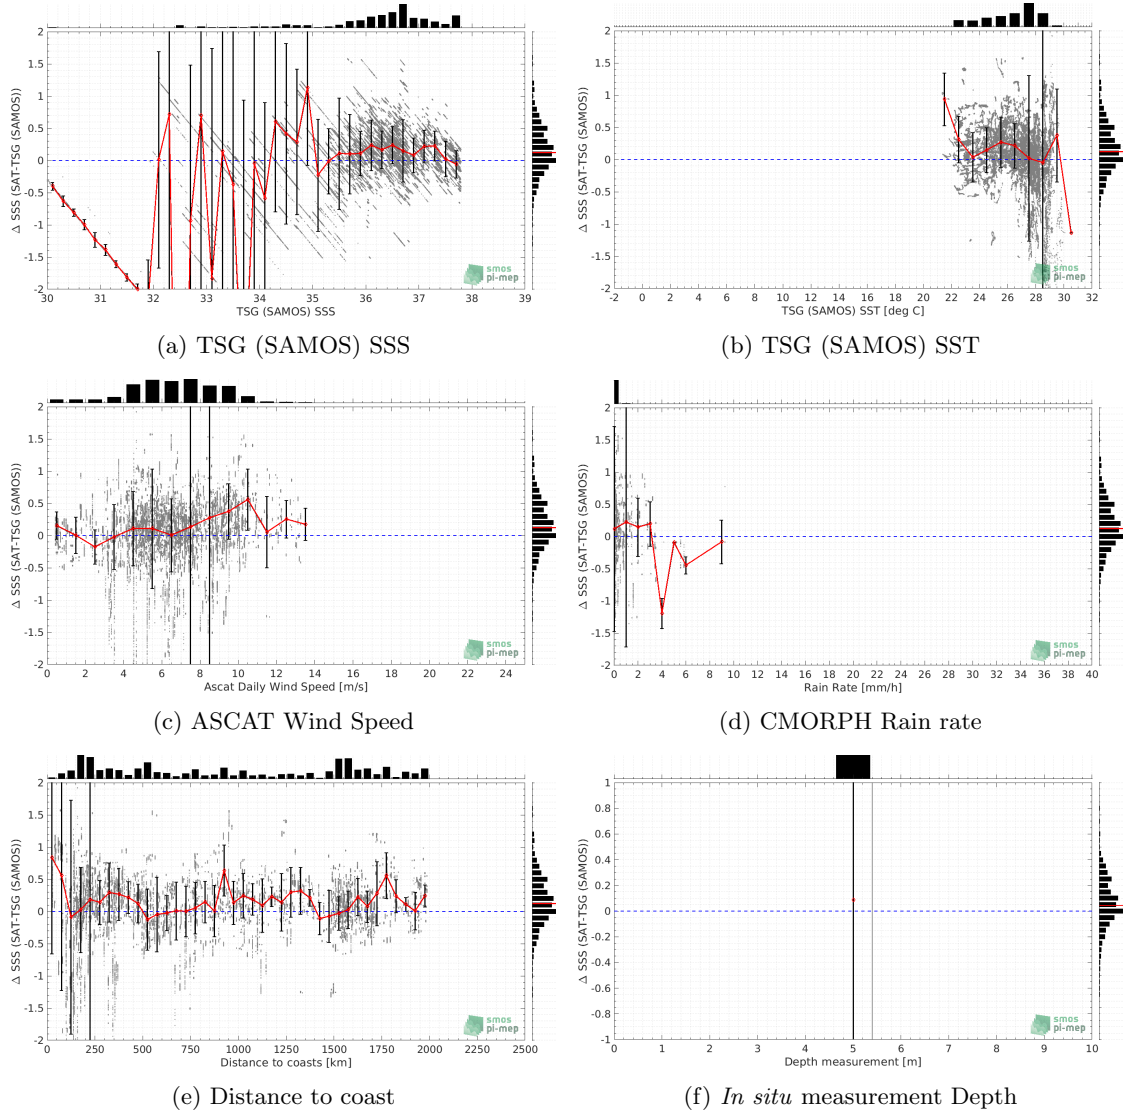 2
1.5
1
0.5
0
-0.5
-1
-1.5
-2
Δ SSS (SAT-TSG (SAMOS))
30 31 32 33 34 35 36 37 38 39
TSG (SAMOS) SSS
smos
pi-mep
(a) TSG (SAMOS) SSS
2
1.5
1
0.5
0
-0.5
-1
-1.5
-2
Δ SSS (SAT-TSG (SAMOS))
-2 0 2 4 6 8 10 12 14 16 18 20 22 24 26 28 30 32
TSG (SAMOS) SST [deg C]
smos
pi-mep
(b) TSG (SAMOS) SST
2
1.5
1
0.5
0
-0.5
-1
-1.5
-2
Δ SSS (SAT-TSG (SAMOS))
0 2 4 6 8 10 12 14 16 18 20 22 24
Ascat Daily Wind Speed [m/s]
smos
pi-mep
(c) ASCAT Wind Speed
2
1.5
1
0.5
0
-0.5
-1
-1.5
-2
Δ SSS (SAT-TSG (SAMOS))
0 2 4 6 8 10 12 14 16 18 20 22 24 26 28 30 32 34 36 38 40
Rain Rate [mm/h]
smos
pi-mep
(d) CMORPH Rain rate
2
1.5
1
0.5
0
-0.5
-1
-1.5
-2
Δ SSS (SAT-TSG (SAMOS))
0 250 500 750 1000 1250 1500 1750 2000 2250 2500
Distance to coasts [km]
smos
pi-mep
(e) Distance to coast
1
0.8
0.6
0.4
0.2
0
-0.2
-0.4
-0.6
-0.8
-1
Δ SSS (SAT-TSG (SAMOS))
0 1 2 3 4 5 6 7 8 9 10
Depth measurement [m]
smos
pi-mep
(f) In situ measurement Depth